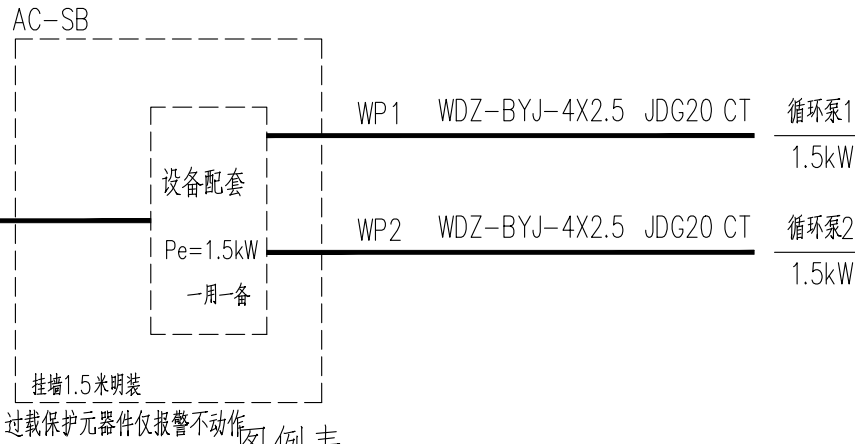 AC-SB
WP1 WDZ-BYJ-4X2.5 JDG20 CT 循环泵1
1.5kW
设备配套
WP2 WDZ-BYJ-4X2.5 JDG20 CT 循环泵2
Pe=1.5kW
1.5kW
一用一备
挂墙1.5米明装
过载保护元器件仅报警不动作
图例表